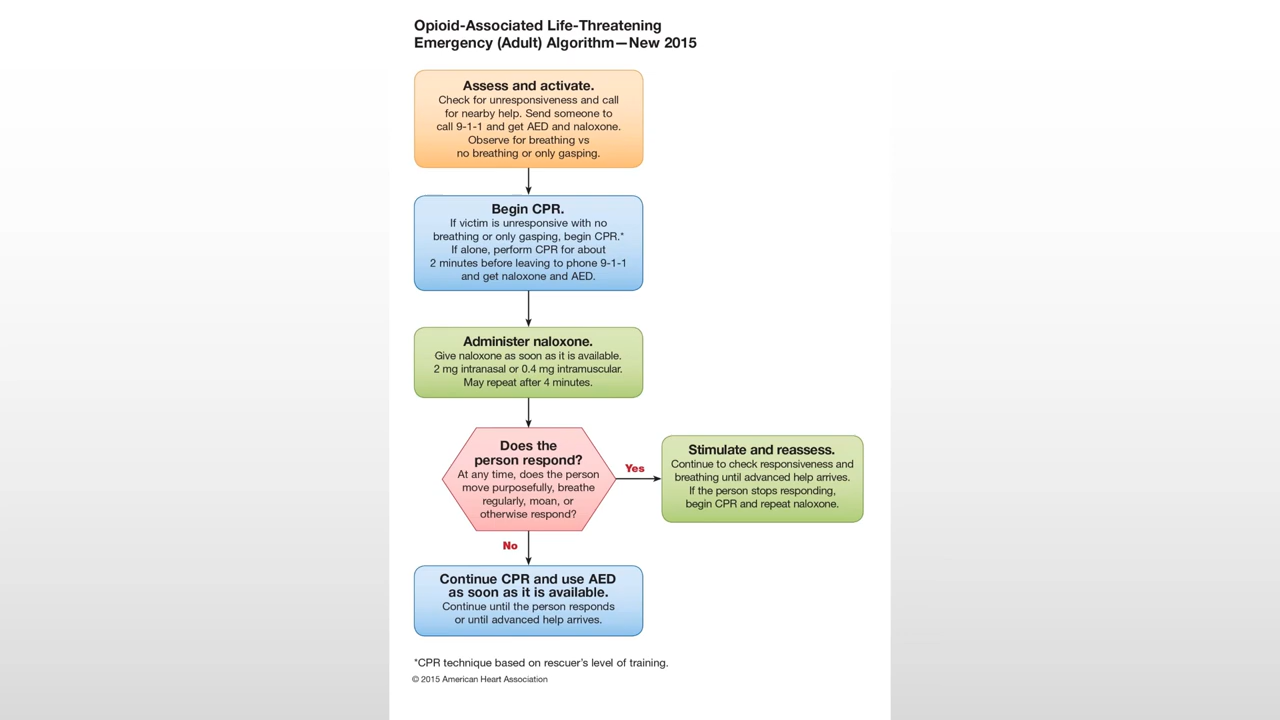 Opioid-Associated Life-Threatening
Emergency (Adult) Algorithm—New 2015
Assess and activate.
Check for unresponsiveness and call
for nearby help. Send someone to
call 9-1-1 and get AED and naloxone.
Observe for breathing vs
no breathing or only gasping.
Begin CPR.
If victim is unresponsive with no
breathing or only gasping, begin CPR.*
If alone, perform CPR for about
2 minutes before leaving to phone 9-1-1
and get naloxone and AED.
Administer naloxone.
Give naloxone as soon as it is available.
2 mg intranasal or 0.4 mg intramuscular.
May repeat after 4 minutes.
Does the
person respond?
At any time, does the person
move purposefully, breathe
regularly, moan, or
otherwise respond?
Yes
Stimulate and reassess.
Continue to check responsiveness and
breathing until advanced help arrives.
If the person stops responding,
begin CPR and repeat naloxone.
No
Continue CPR and use AED
as soon as it is available.
Continue until the person responds
or until advanced help arrives.
*CPR technique based on rescuer's level of training.
© 2015 American Heart Association